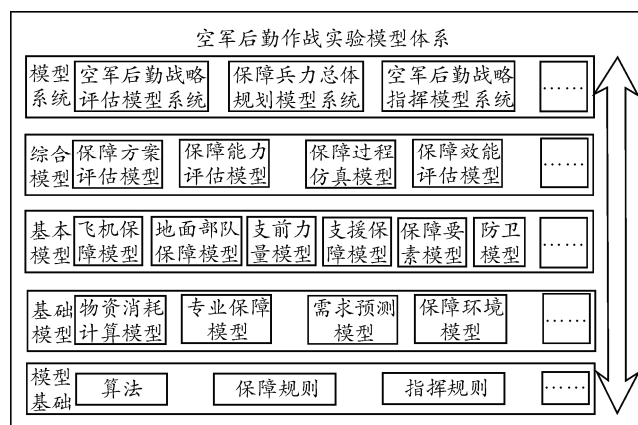 空军后勤作战实验模型体系
模型 空军后勤战略 保障兵力总体 空军后勤战略 ……
系统 评估模型系统 规划模型系统 指挥模型系统
综合 保障方案 保障能力 保障过程 保障效能 ……
模型 评估模型 评估模型 仿真模型 评估模型
基本 飞机保 地面部队 支前力 支援保 保障要 防卫 ……
模型 障模型 保障模型 量模型 障模型 素模型 模型
基础 物资消耗 专业保障 需求预测 保障环境 ……
模型 计算模型 模型 模型 模型
模型 算法 保障规则 指挥规则 ……
基础